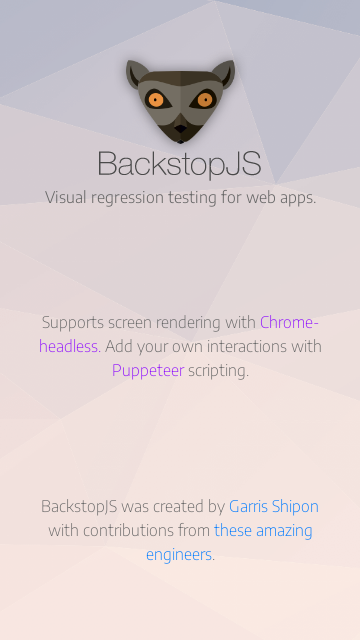 BackstopJS
Visual regression testing for web apps.
Supports screen rendering with Chrome-
headless. Add your own interactions with
Puppeteer scripting.
BackstopJS was created by Garris Shipon
with contributions from these amazing
engineers.